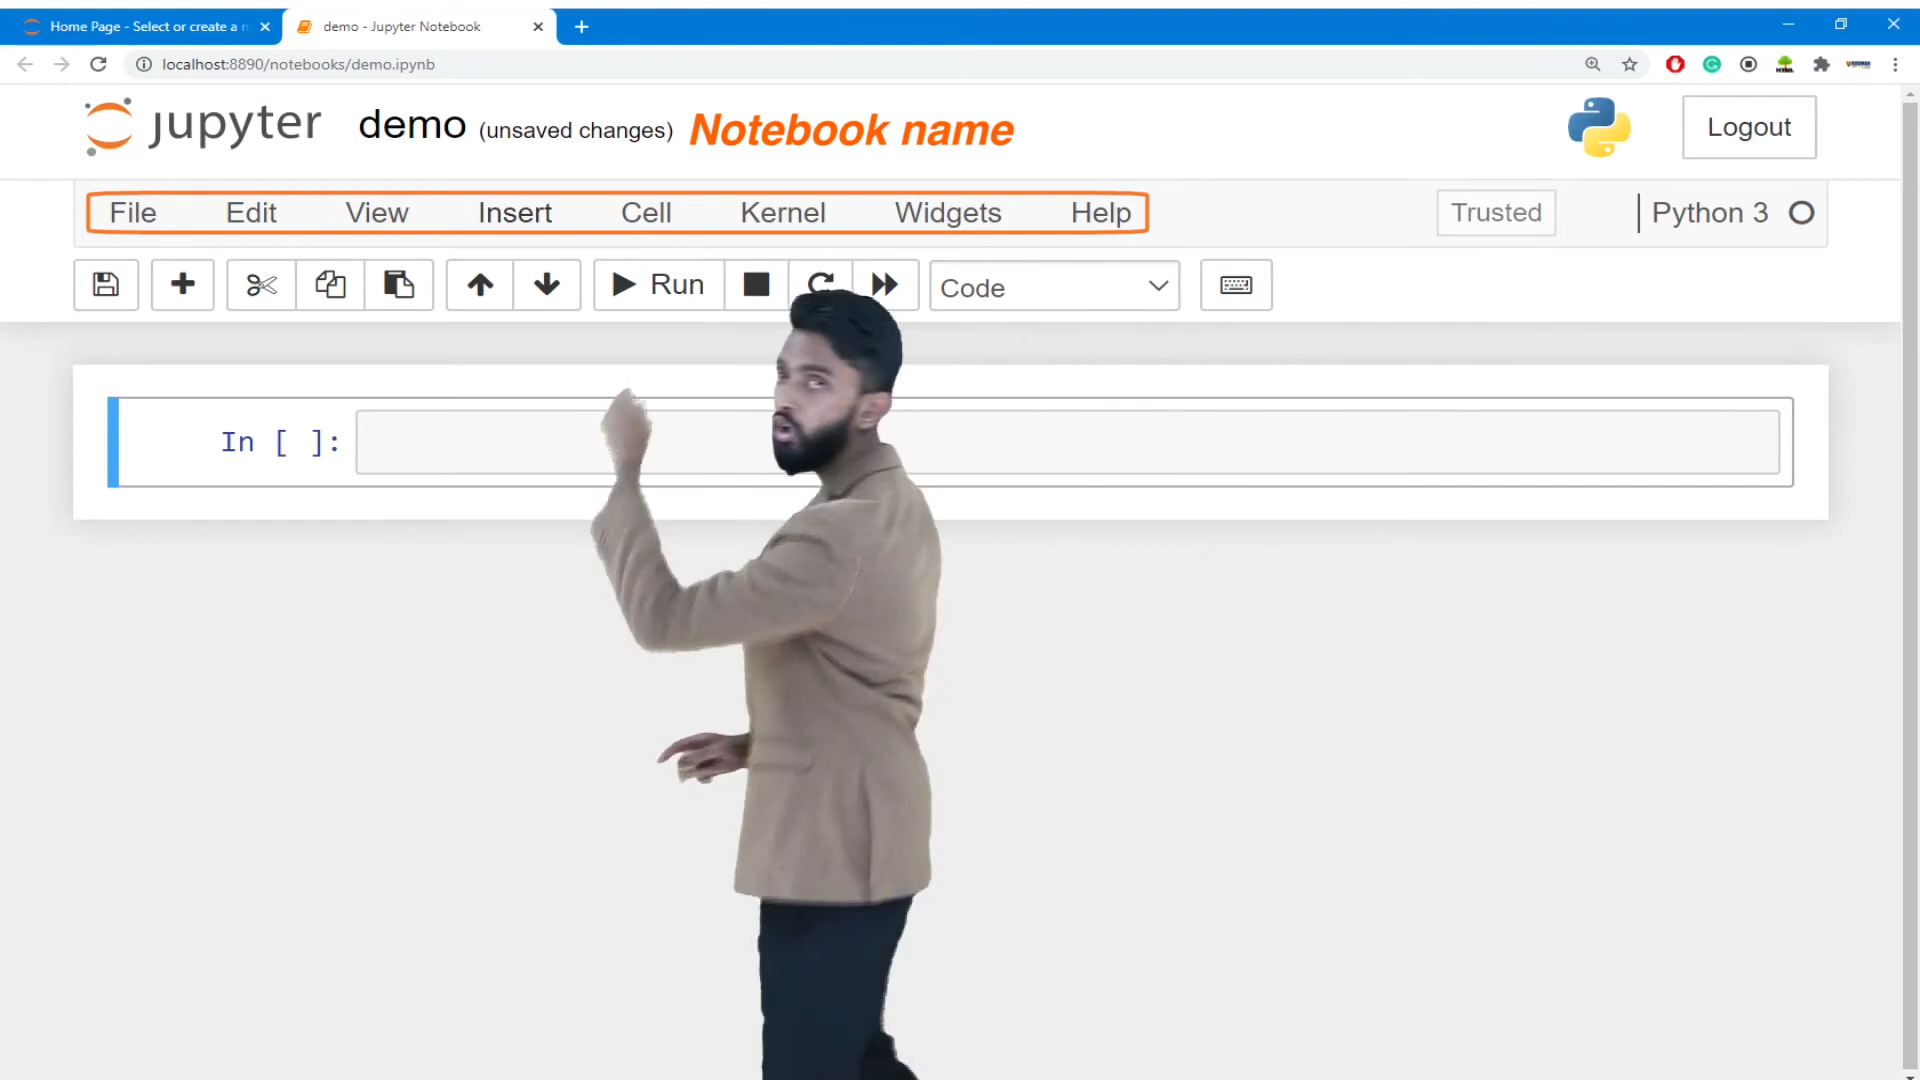 Home Page - Select or create a n
demo - Jupyter Notebook
localhost:8890/notebooks/demo.ipynb
jupyter demo (unsaved changes) Notebook name
Logout
File Edit View Insert Cell Kernel Widgets Help
Trusted
Python 3
Run
Code
In [ ]: